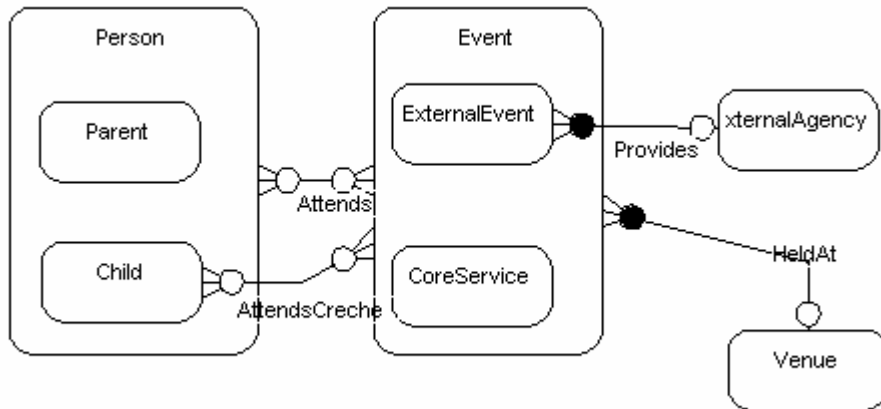 Person
Event
Parent
ExternalEvent
xternalAgency
Provides
Attends
Child
CoreService
HeldAt
AttendsCreche
Venue